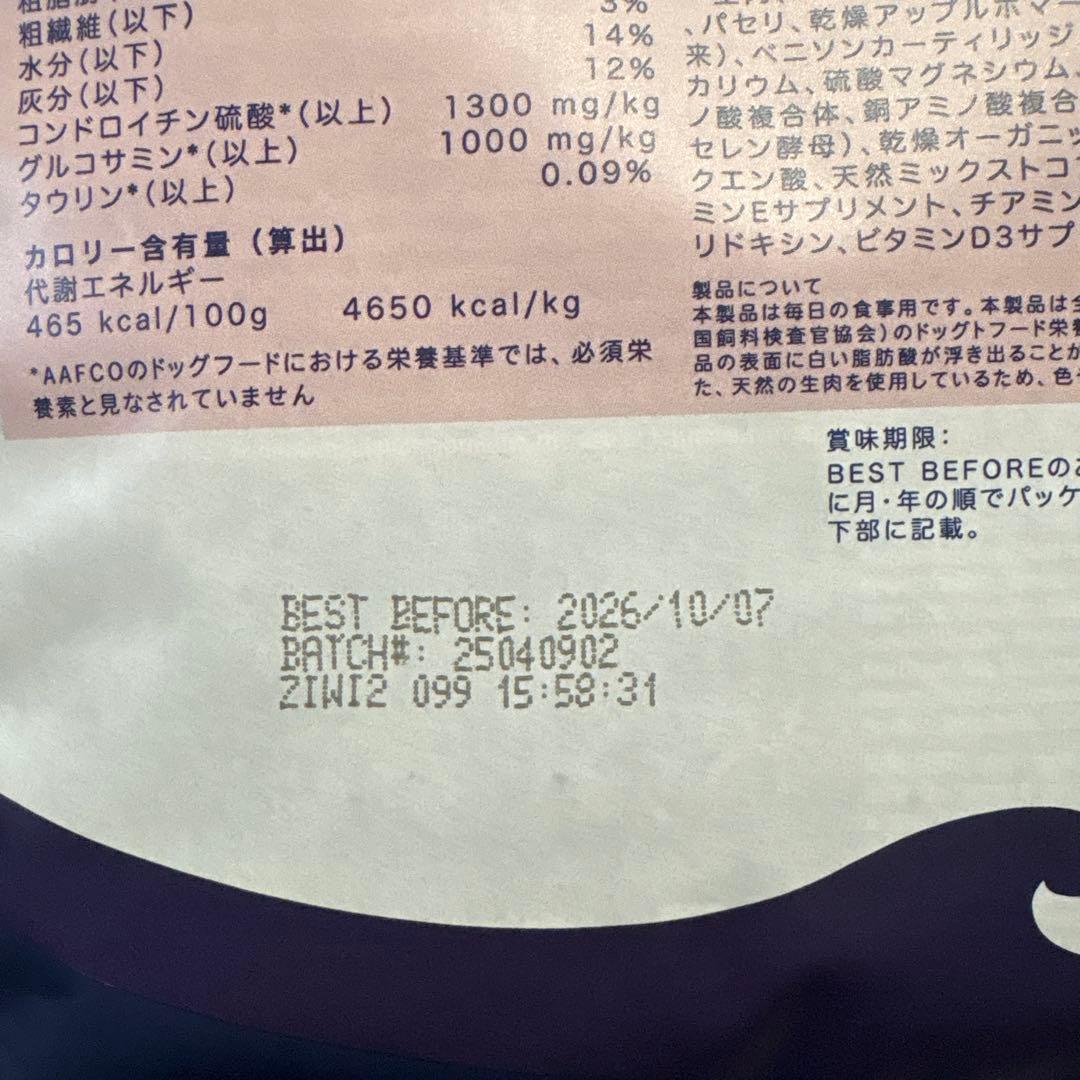 粗繊維(以下) 3%
水分(以下) 14%
灰分(以下) 12%
コンドロイチン硫酸*(以上) 1300 mg/kg
グルコサミン*(以上) 1000 mg/kg
タウリン*(以上) 0.09%
カロリー含有量(算出)
代謝エネルギー
465 kcal/100g 4650 kcal/kg
*AAFCOのドッグフードにおける栄養基準では、必須栄
養素と見なされていません
、パセリ、乾燥アップルポマー
来)、ベニソンカーティリッジ
カリウム、硫酸マグネシウム、
ノ酸複合体、銅アミノ酸複合
セレン酵母)、乾燥オーガニッ
クエン酸、天然ミックストコフ
ミンEサプリメント、チアミン
リドキシン、ビタミンD3サプ
製品について
本製品は毎日の食事用です。本製品は全
国飼料検査官協会)のドッグトフード栄養
品の表面に白い脂肪酸が浮き出ることか
た、天然の生肉を使用しているため、色
賞味期限:
BEST BEFOREの
に月・年の順でパッケ
下部に記載。
BEST BEFORE: 2026/10/07
BATCH#: 25040902
ZIWI2 099 15:58:31